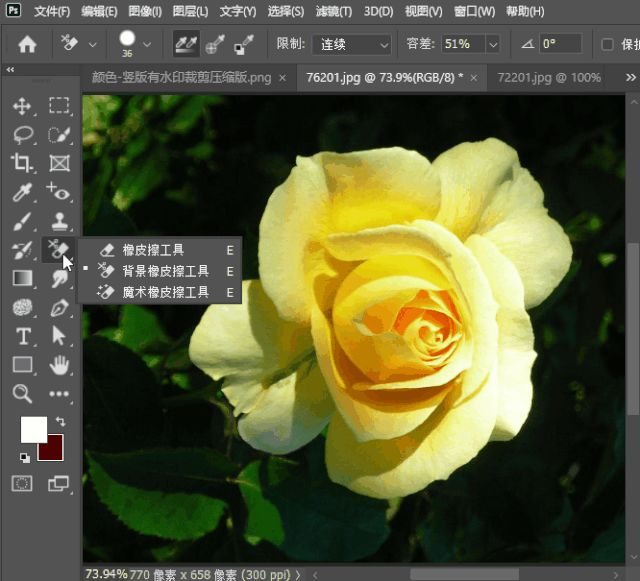 Ps 文件(F) 编辑(E) 图像(I) 图层(L) 文字(Y) 选择(S) 滤镜(T) 3D(D) 视图(V) 窗口(W) 帮助(H)
36 限制: 连续 容差: 51% 0° 保护
颜色-竖版有水印裁剪压缩版.png × 76201.jpg @ 73.9%(RGB/8) * × 72201.jpg @ 100%
橡皮擦工具 E
背景橡皮擦工具 E
魔术橡皮擦工具 E
T
73.94% 770 像素 x 658 像素 (300 ppi)